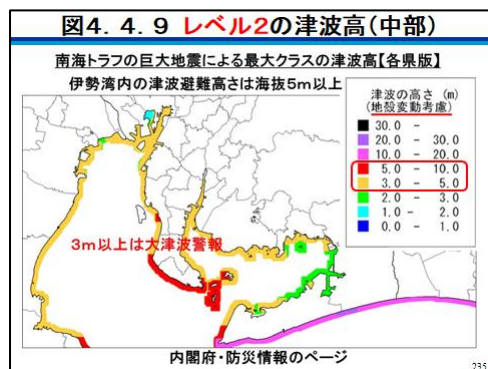 図4．4．9 レベル2の津波高（中部）
南海トラフの巨大地震による最大クラスの津波高【各県版】
伊勢湾内の津波避難高さは海抜5m以上
津波の高さ (m)
(地殻変動考慮)
30.0 -
20.0 - 30.0
10.0 - 20.0
5.0 - 10.0
3.0 - 5.0
2.0 - 3.0
1.0 - 2.0
0.0 - 1.0
3m以上は大津波警報
内閣府・防災情報のページ
235